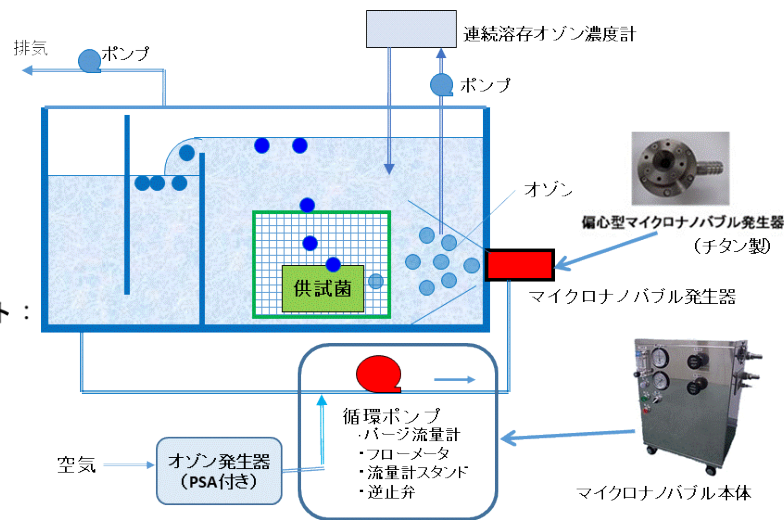 排気
ポンプ
連続溶存オゾン濃度計
ポンプ
オゾン
偏心型マイクロナノバブル発生器
(チタン製)
供試菌
マイクロナノバブル発生器
ト:
循環ポンプ
・パージ流量計
・フローメータ
・流量計スタンド
・逆止弁
空気
オゾン発生器
(PSA付き)
マイクロナノバブル本体